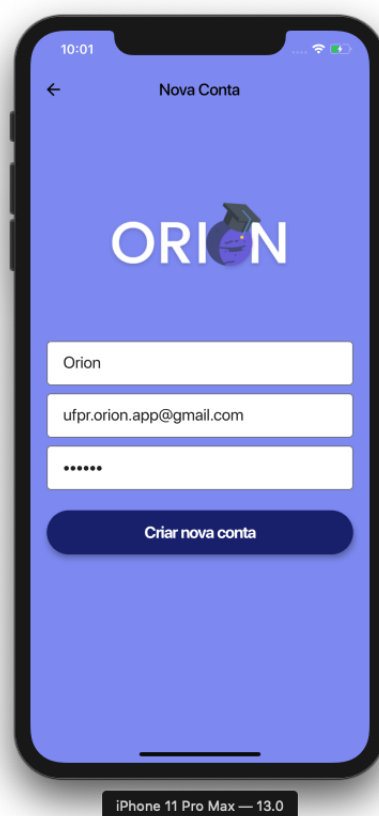 10:01
Nova Conta
ORION
Orion
ufpr.orion.app@gmail.com
••••••
Criar nova conta
iPhone 11 Pro Max — 13.0